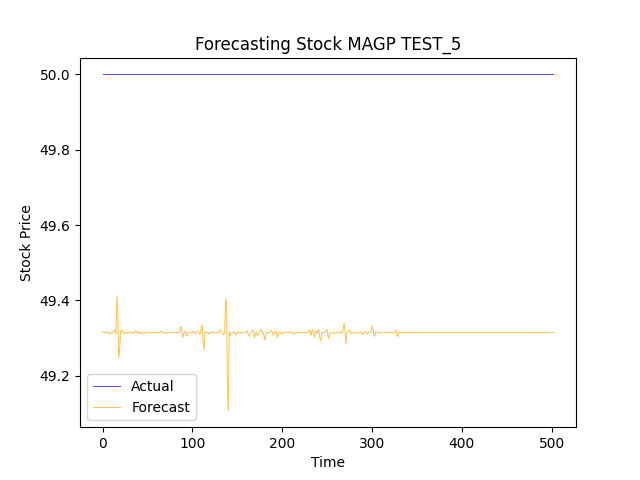 Forecasting Stock MAGP TEST_5
Stock Price
50.0
49.8
49.6
49.4
49.2
Actual
Forecast
0 100 200 300 400 500
Time